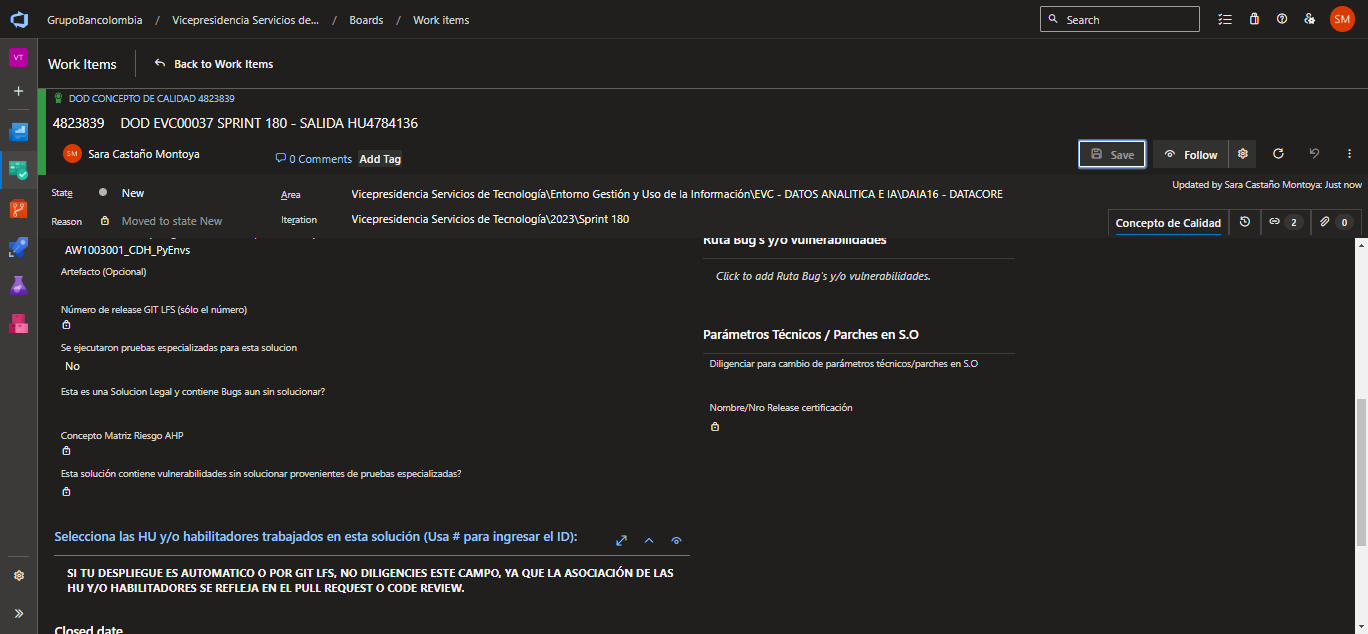 GrupoBancolombia / Vicepresidencia Servicios de... / Boards / Work items
Search
SM
VT
Work Items
Back to Work Items
DOD CONCEPTO DE CALIDAD 4823839
4823839 DOD EVC00037 SPRINT 180 - SALIDA HU4784136
SM Sara Castaño Montoya
0 Comments
Add Tag
Save
Follow
State
New
Area
Vicepresidencia Servicios de Tecnología\Entorno Gestión y Uso de la Información\EVC - DATOS ANALITICA E IA\DAIA16 - DATACORE
Updated by Sara Castaño Montoya: Just now
Reason
Moved to state New
Iteration
Vicepresidencia Servicios de Tecnología\2023\Sprint 180
Concepto de Calidad
2
0
AW1003001_CDH_PyEnvs
Artefacto (Opcional)
Número de release GIT LFS (sólo el número)
Se ejecutaron pruebas especializadas para esta solucion
No
Esta es una Solucion Legal y contiene Bugs aun sin solucionar?
Concepto Matriz Riesgo AHP
Esta solución contiene vulnerabilidades sin solucionar provenientes de pruebas especializadas?
Selecciona las HU y/o habilitadores trabajados en esta solución (Usa # para ingresar el ID):
SI TU DESPLIEGUE ES AUTOMATICO O POR GIT LFS, NO DILIGENCIES ESTE CAMPO, YA QUE LA ASOCIACIÓN DE LAS
HU Y/O HABILITADORES SE REFLEJA EN EL PULL REQUEST O CODE REVIEW.
Closed date
Ruta Bug's y/o vulnerabilidades
Click to add Ruta Bug's y/o vulnerabilidades.
Parámetros Técnicos / Parches en S.O
Diligenciar para cambio de parámetros técnicos/parches en S.O
Nombre/Nro Release certificación